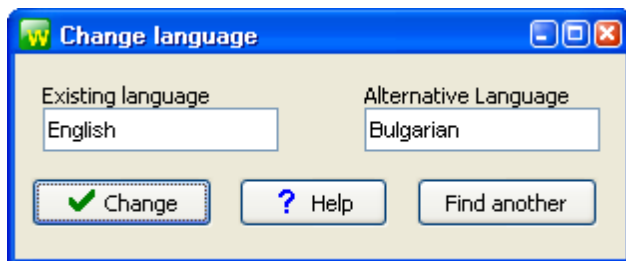 W Change language
Existing language Alternative Language
English Bulgarian
Change ? Help Find another